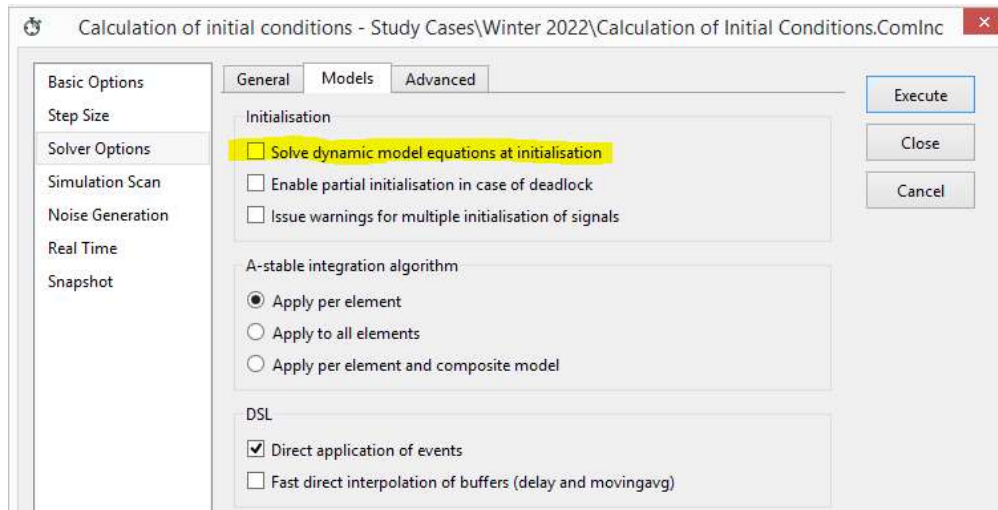 Calculation of initial conditions - Study Cases\Winter 2022\Calculation of Initial Conditions.ComInc
Basic Options
Step Size
Solver Options
Simulation Scan
Noise Generation
Real Time
Snapshot
General Models Advanced
Initialisation
Solve dynamic model equations at initialisation
Enable partial initialisation in case of deadlock
Issue warnings for multiple initialisation of signals
A-stable integration algorithm
Apply per element
Apply to all elements
Apply per element and composite model
DSL
Direct application of events
Fast direct interpolation of buffers (delay and movingavg)
Execute
Close
Cancel